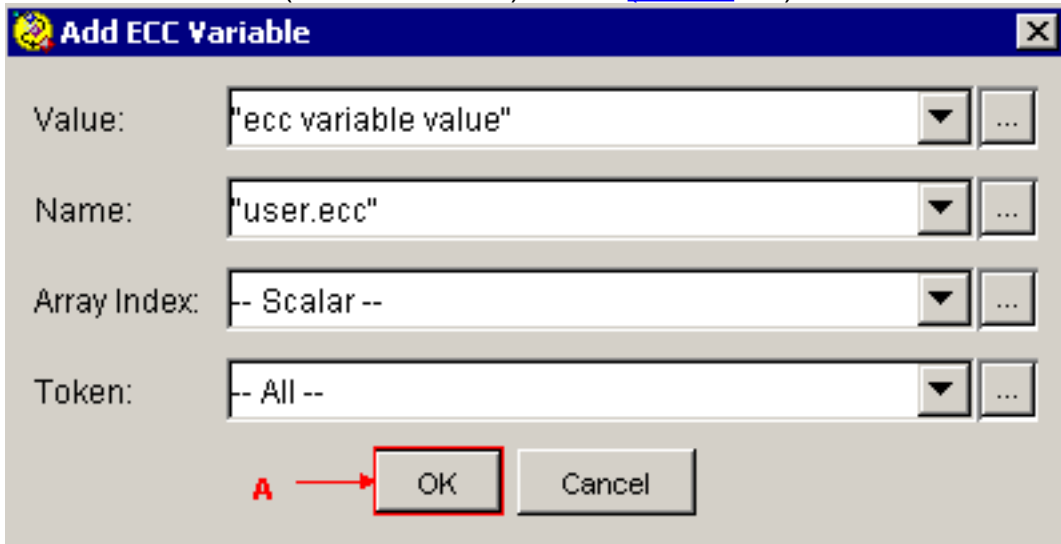 Add ECC Variable
Value: "ecc variable value" ...
Name: "user.ecc" ...
Array Index: -- Scalar -- ...
Token: -- All -- ...
A OK Cancel